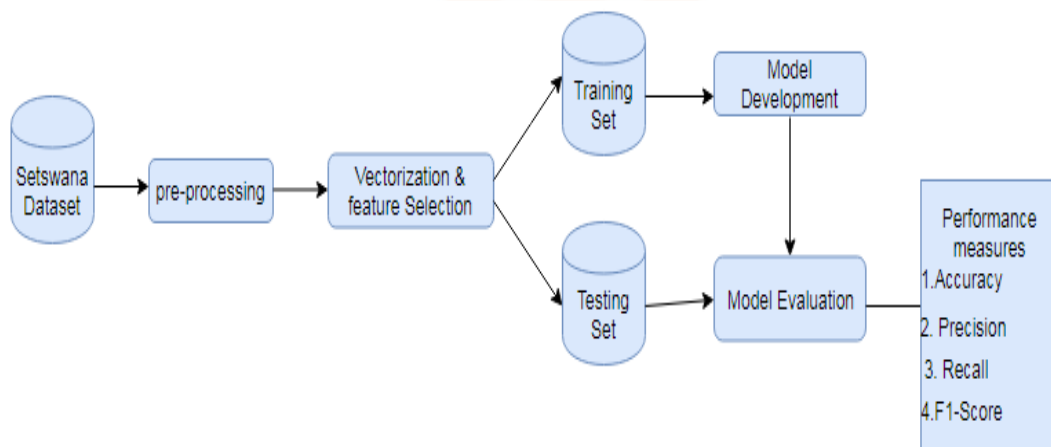 Setswana
Dataset
pre-processing
Vectorization &
feature Selection
Training
Set
Model
Development
Testing
Set
Model Evaluation
Performance
measures
1.Accuracy
2. Precision
3. Recall
4.F1-Score